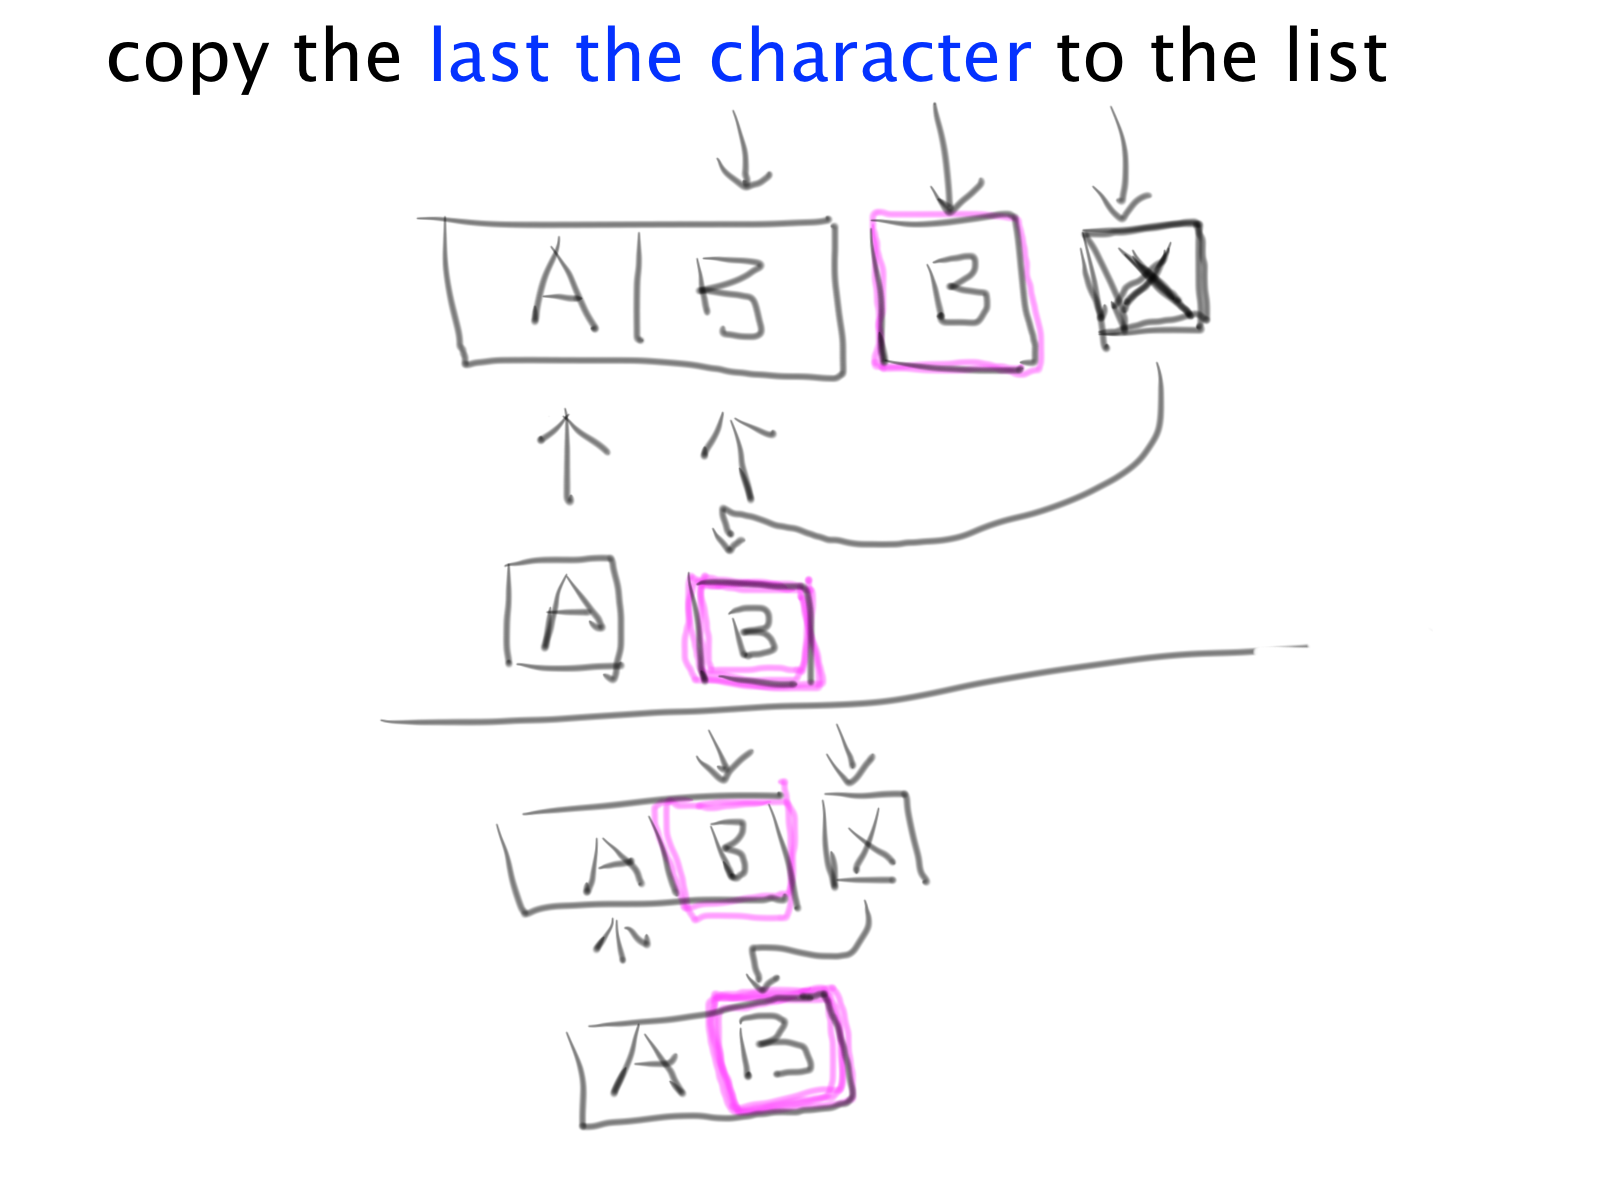 copy the last the character to the list
A B B X
A B
A B X
A B